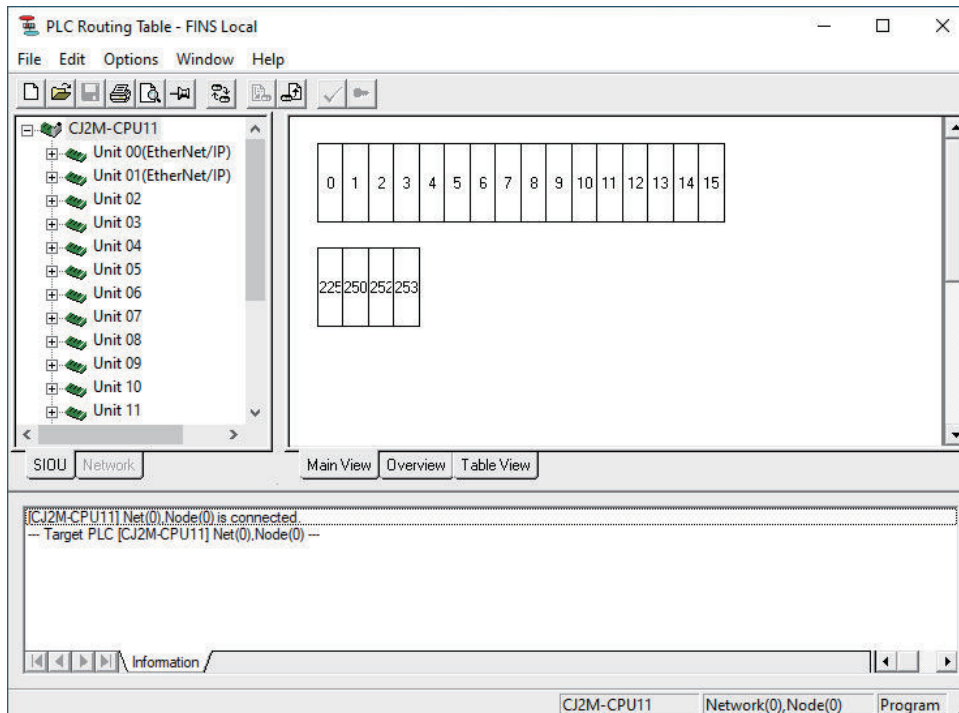 PLC Routing Table - FINS Local
File Edit Options Window Help
CJ2M-CPU11
Unit 00(EtherNet/IP)
Unit 01(EtherNet/IP)
Unit 02
Unit 03
Unit 04
Unit 05
Unit 06
Unit 07
Unit 08
Unit 09
Unit 10
Unit 11
SIOU Network
0 1 2 3 4 5 6 7 8 9 10 11 12 13 14 15
225 250 252 253
Main View Overview Table View
[CJ2M-CPU11] Net(0),Node(0) is connected.
--- Target PLC [CJ2M-CPU11] Net(0),Node(0) ---
Information
CJ2M-CPU11 Network(0),Node(0) Program